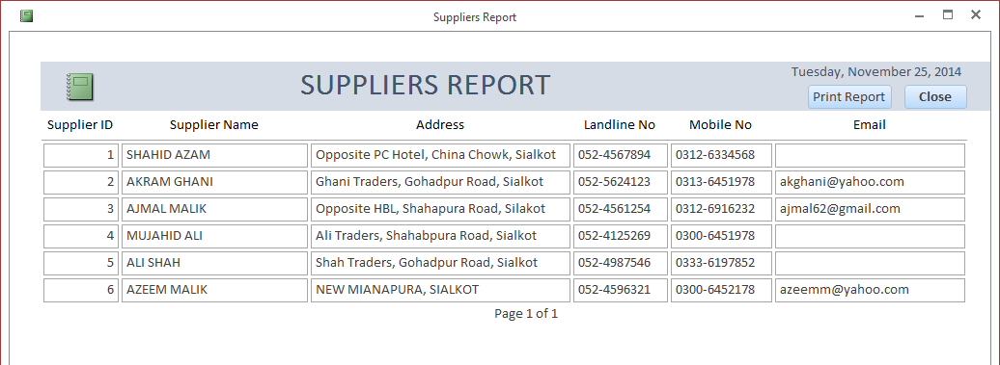 Suppliers Report
Tuesday, November 25, 2014
SUPPLIERS REPORT
Print Report Close
Supplier ID Supplier Name Address Landline No Mobile No Email
1 SHAHID AZAM Opposite PC Hotel, China Chowk, Sialkot 052-4567894 0312-6334568
2 AKRAM GHANI Ghani Traders, Gohadpur Road, Sialkot 052-5624123 0313-6451978 akghani@yahoo.com
3 AJMAL MALIK Opposite HBL, Shahapura Road, Silakot 052-4561254 0312-6916232 ajmal62@gmail.com
4 MUJAHID ALI Ali Traders, Shahabpura Road, Sialkot 052-4125269 0300-6451978
5 ALI SHAH Shah Traders, Gohadpur Road, Sialkot 052-4987546 0333-6197852
6 AZEEM MALIK NEW MIANAPURA, SIALKOT 052-4596321 0300-6452178 azeemm@yahoo.com
Page 1 of 1